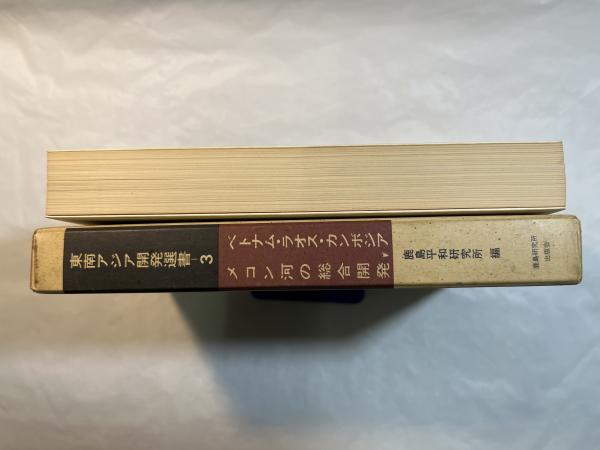 東南アジア開発選書 3
ベトナム・ラオス・カンボジア
メコン河の総合開発
鹿島平和研究所 編
鹿島研究所
出版会